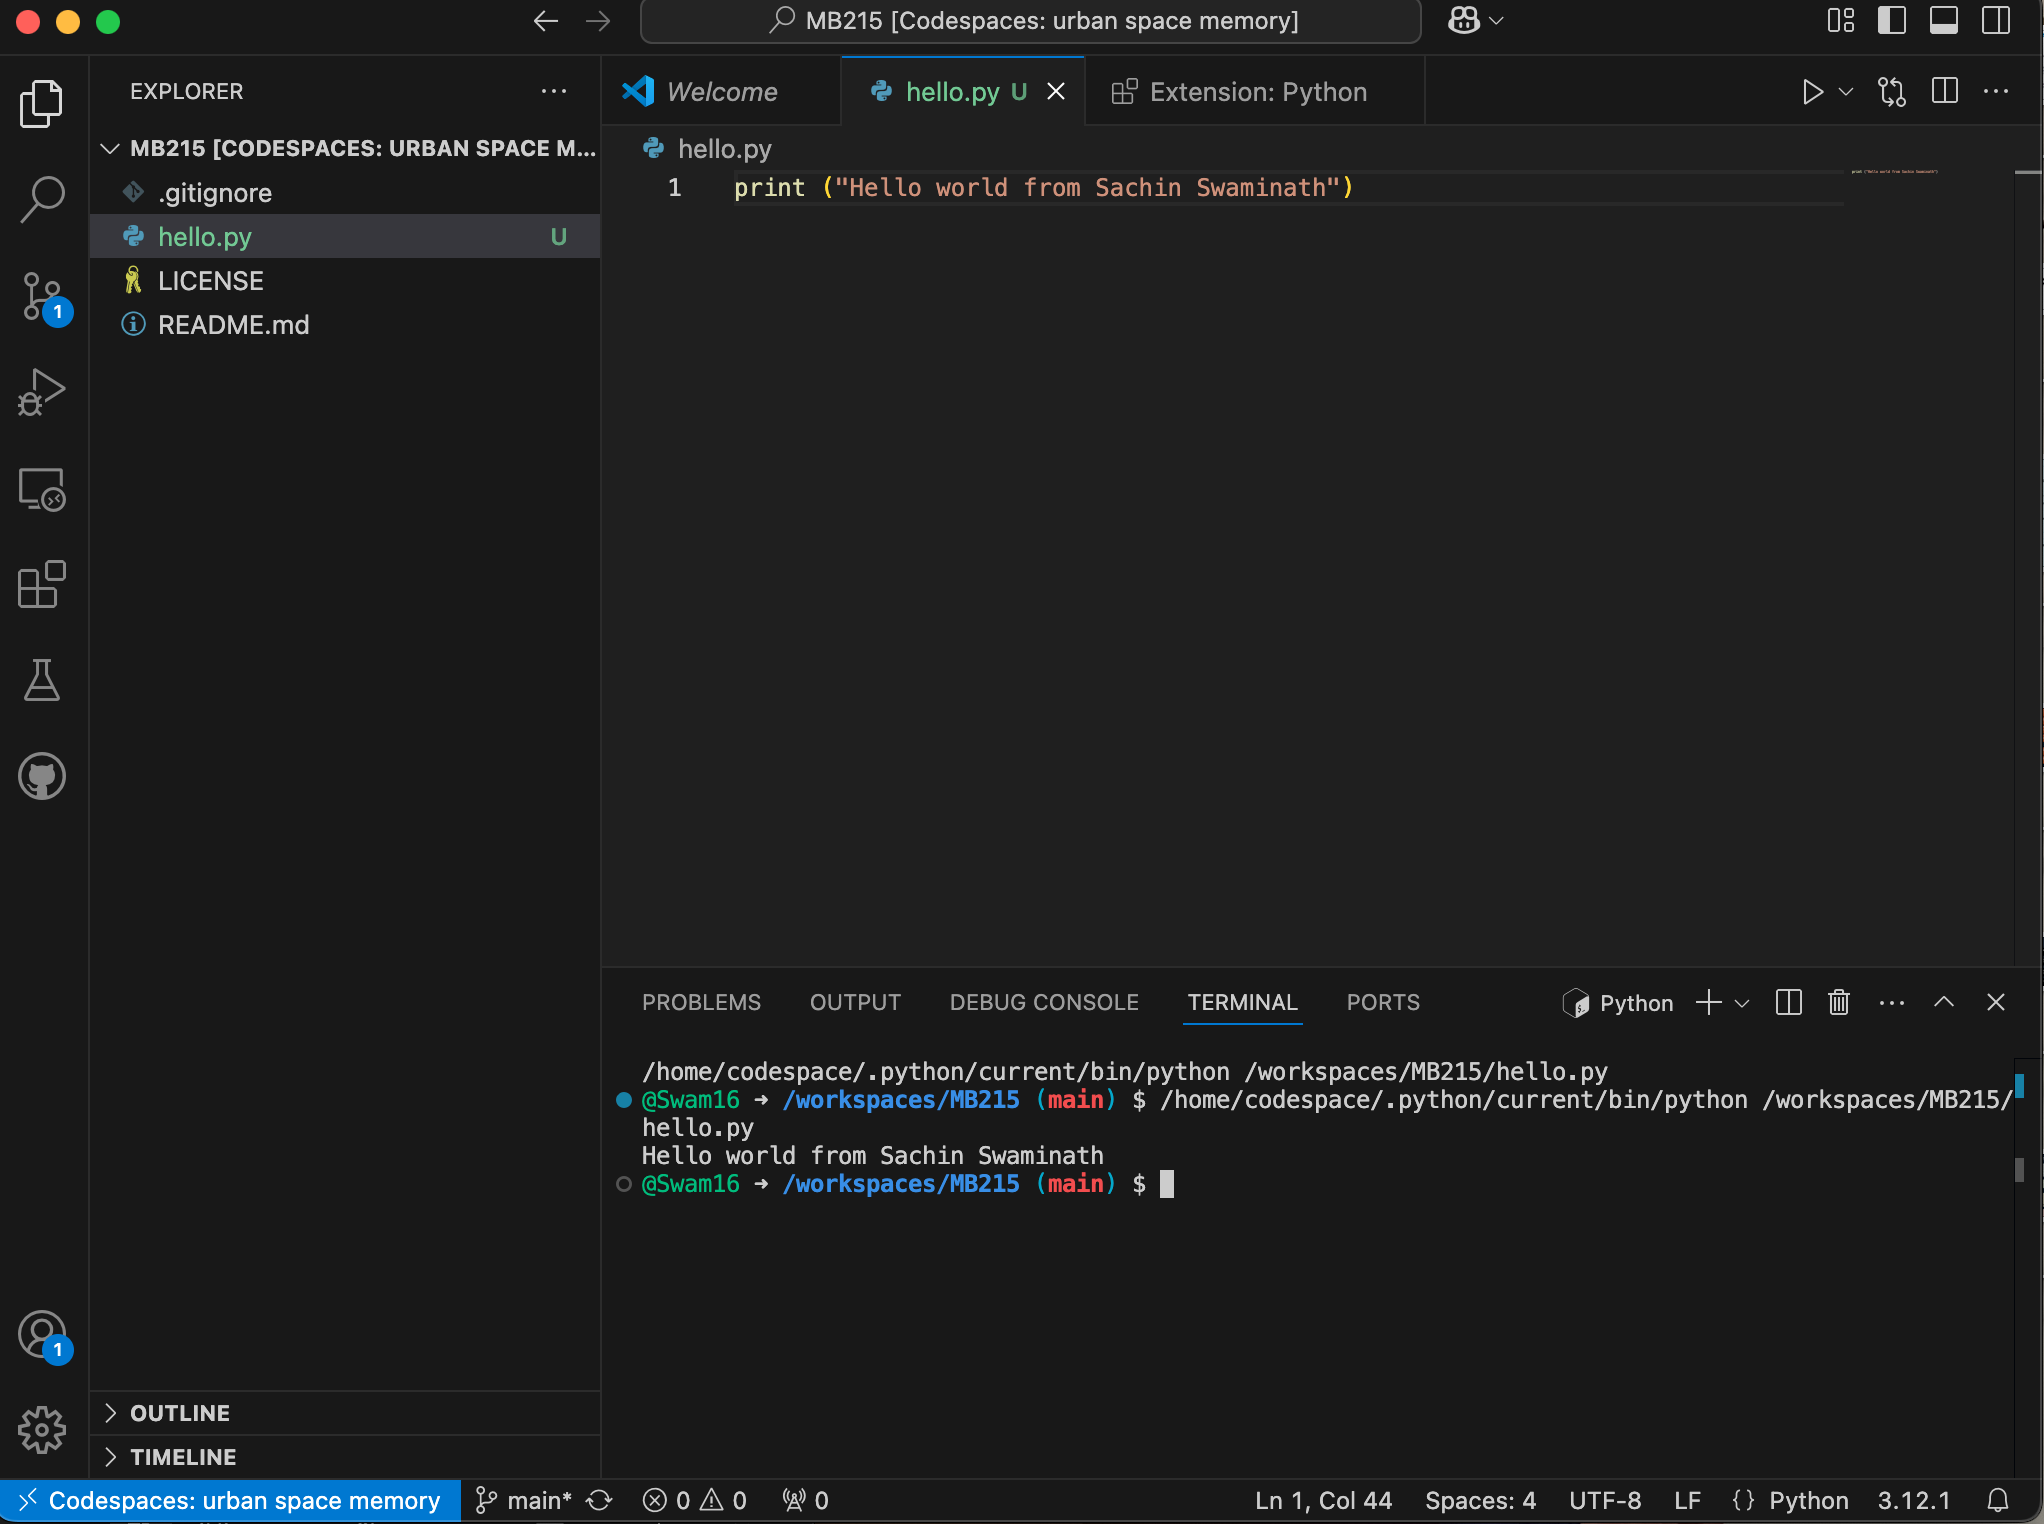 MB215 [Codespaces: urban space memory]
EXPLORER
MB215 [CODESPACES: URBAN SPACE M...
.gitignore
hello.py U
LICENSE
README.md
1
1
OUTLINE
TIMELINE
Welcome
hello.py U
Extension: Python
hello.py
1 print ("Hello world from Sachin Swaminath")
PROBLEMS OUTPUT DEBUG CONSOLE TERMINAL PORTS
Python
/home/codespace/.python/current/bin/python /workspaces/MB215/hello.py
@Swam16 ➜ /workspaces/MB215 (main) $ /home/codespace/.python/current/bin/python /workspaces/MB215/
hello.py
Hello world from Sachin Swaminath
@Swam16 ➜ /workspaces/MB215 (main) $
Codespaces: urban space memory main* 0 0 0 Ln 1, Col 44 Spaces: 4 UTF-8 LF {} Python 3.12.1